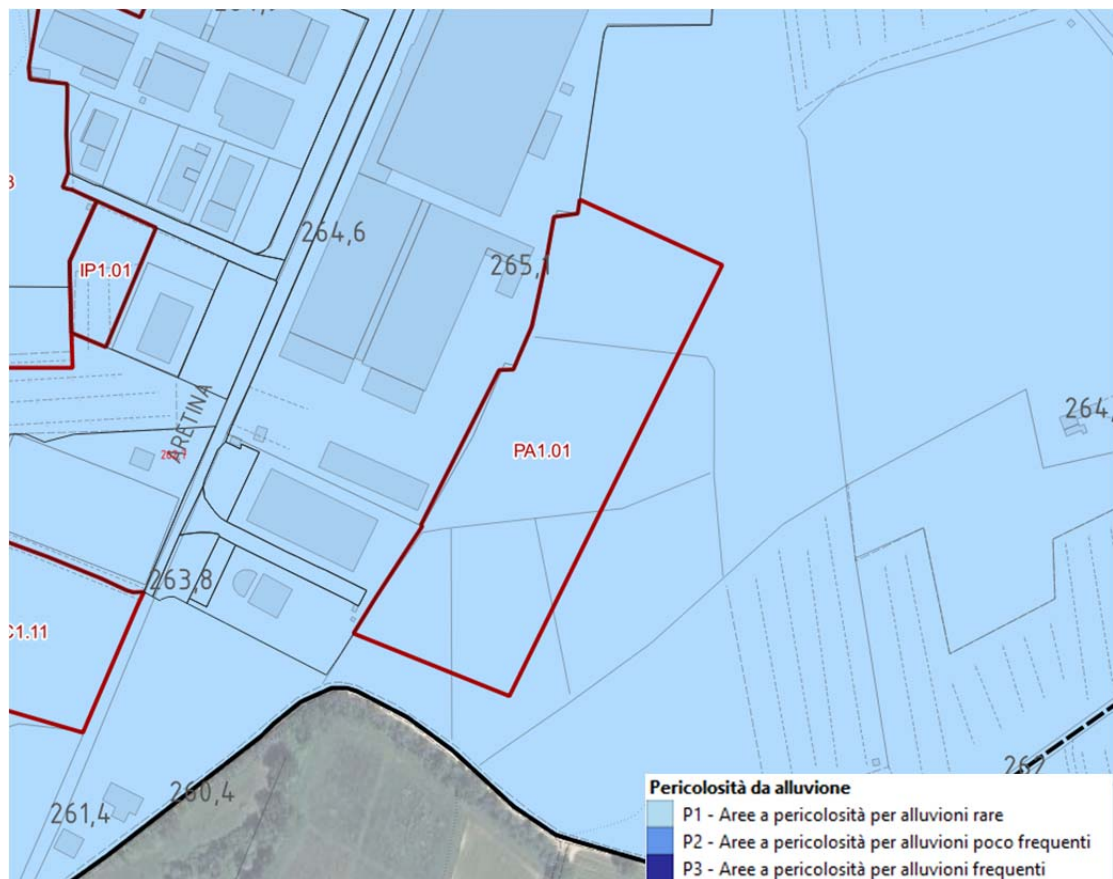 264,6
265,1
IP1.01
ARETINA
PA1.01
264,
263,8
C1.11
261,4
260,4
Pericolosità da alluvione
P1 - Aree a pericolosità per alluvioni rare
P2 - Aree a pericolosità per alluvioni poco frequenti
P3 - Aree a pericolosità per alluvioni frequenti